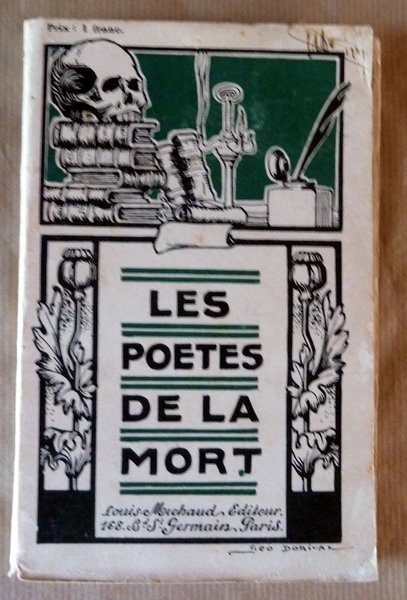 Prix : 1 franc.
LES
POETES
DE LA
MORT
Louis Michaud Editeur.
168. Bd St Germain. Paris.
GEO DORIVAL